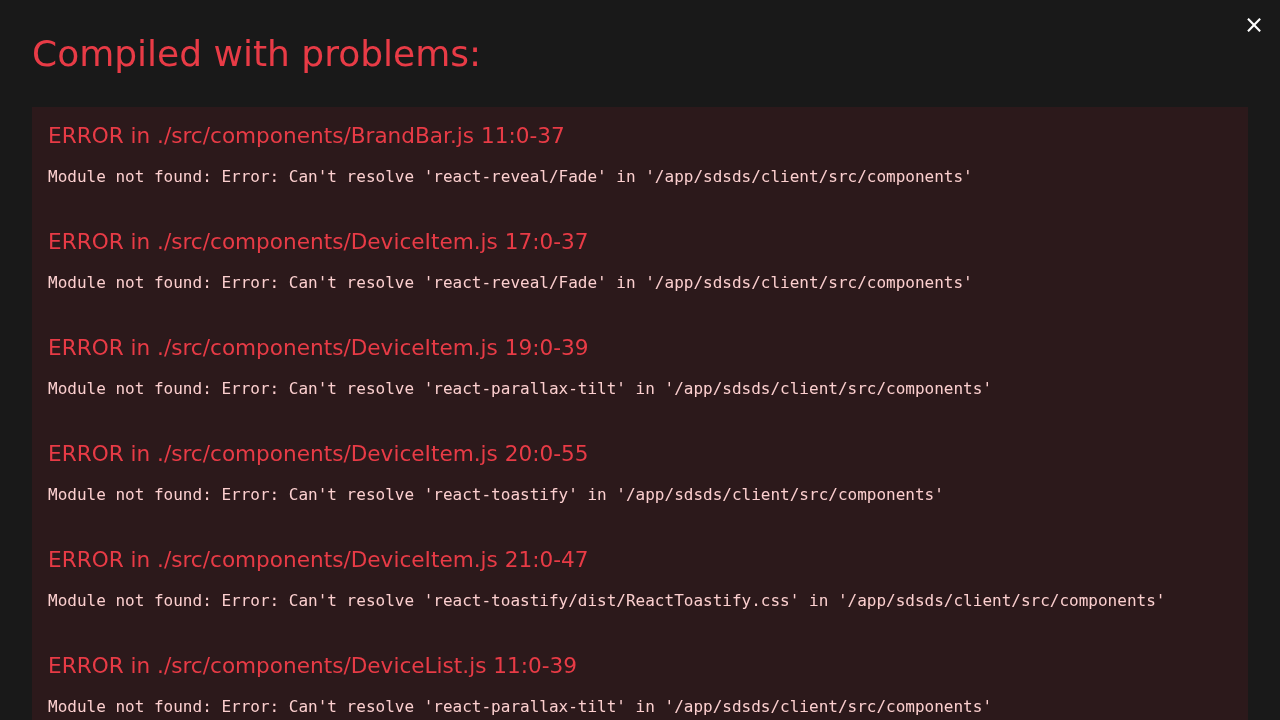 Compiled with problems:
×
ERROR in ./src/components/BrandBar.js 11:0-37
Module not found: Error: Can't resolve 'react-reveal/Fade' in '/app/sdsds/client/src/components'
ERROR in ./src/components/DeviceItem.js 17:0-37
Module not found: Error: Can't resolve 'react-reveal/Fade' in '/app/sdsds/client/src/components'
ERROR in ./src/components/DeviceItem.js 19:0-39
Module not found: Error: Can't resolve 'react-parallax-tilt' in '/app/sdsds/client/src/components'
ERROR in ./src/components/DeviceItem.js 20:0-55
Module not found: Error: Can't resolve 'react-toastify' in '/app/sdsds/client/src/components'
ERROR in ./src/components/DeviceItem.js 21:0-47
Module not found: Error: Can't resolve 'react-toastify/dist/ReactToastify.css' in '/app/sdsds/client/src/components'
ERROR in ./src/components/DeviceList.js 11:0-39
Module not found: Error: Can't resolve 'react-parallax-tilt' in '/app/sdsds/client/src/components'